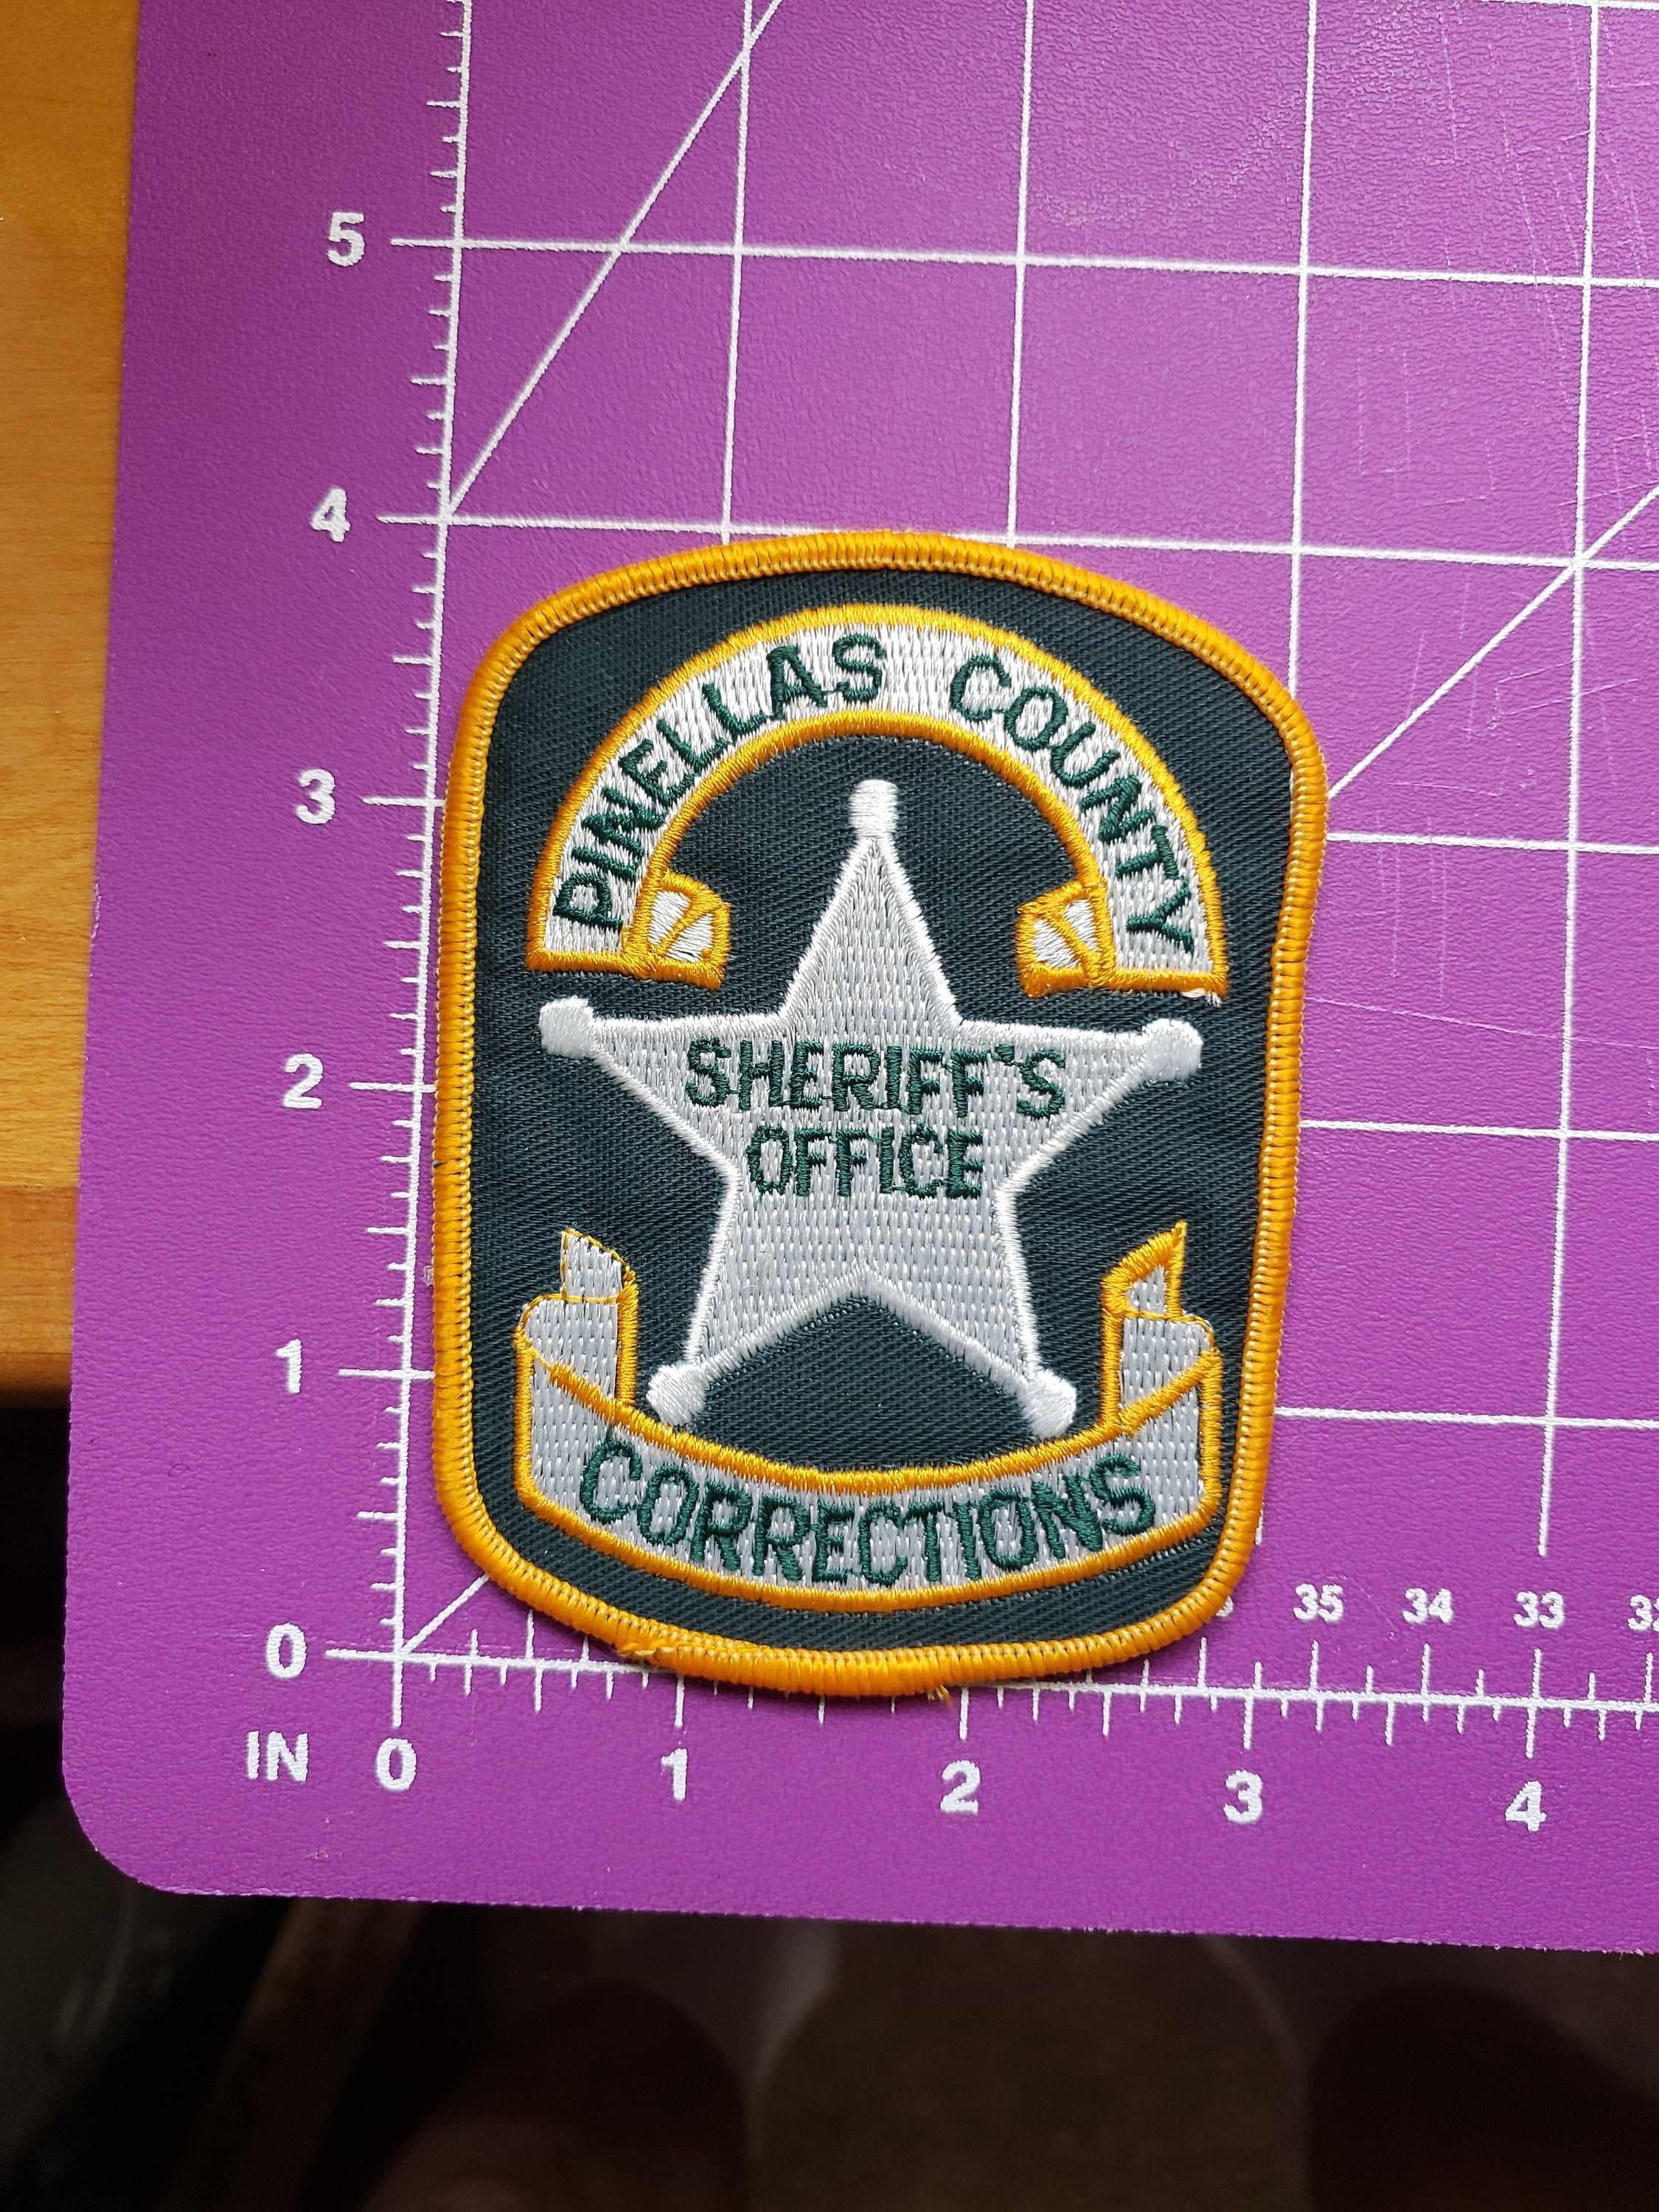 5
4
PINELLAS COUNTY
3
SHERIFF'S
2
OFFICE
1
CORRECTIONS
35 34 33
0
IN 0 1 2 3 4